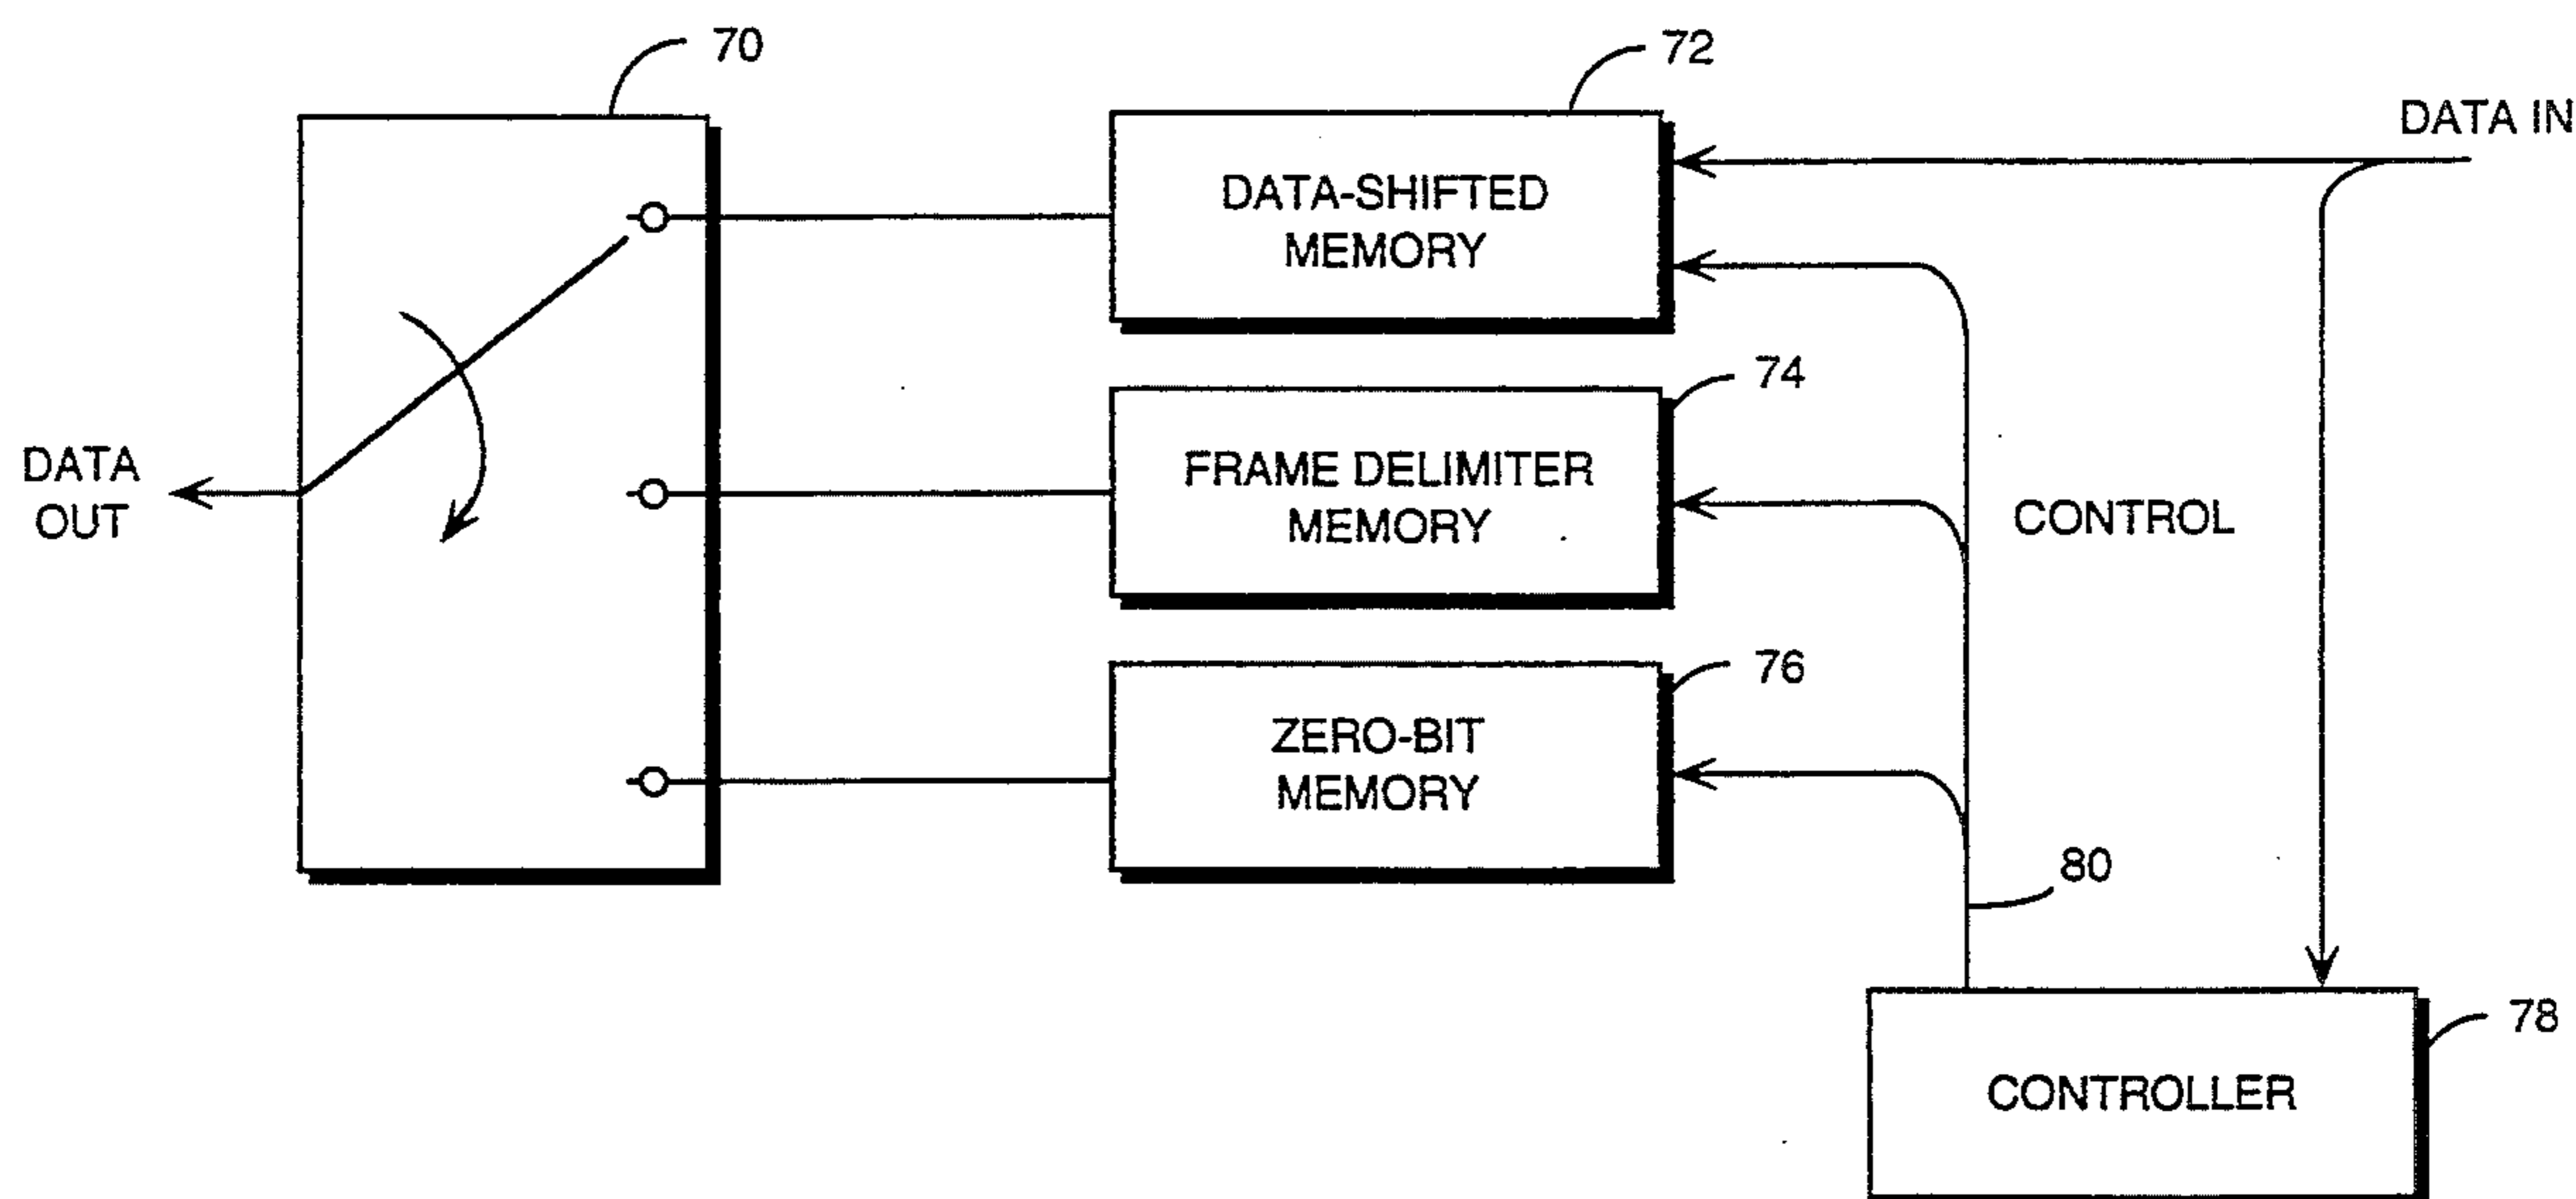 70
72
DATA IN
DATA-SHIFTED
MEMORY
74
DATA
OUT
FRAME DELIMITER
MEMORY
CONTROL
76
ZERO-BIT
MEMORY
80
78
CONTROLLER